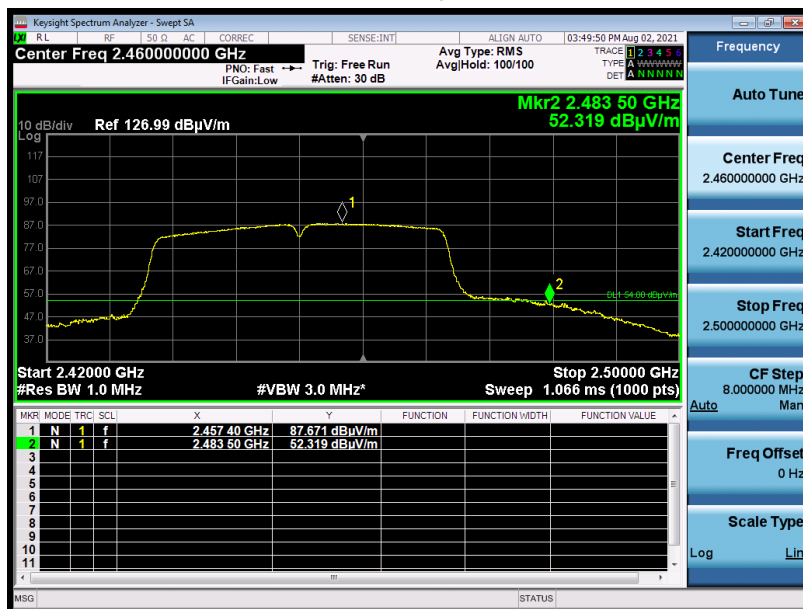 Keysight Spectrum Analyzer - Swept SA
LXI RL RF 50 Ω AC CORREC SENSE:INT ALIGN AUTO 03:49:50 PM Aug 02, 2021
Center Freq 2.460000000 GHz
PNO: Fast
IFGain:Low
Trig: Free Run
#Atten: 30 dB
Avg Type: RMS
Avg|Hold: 100/100
TRACE 1 2 3 4 5 6
TYPE A WWWWW
DET A N N N N N
Mkr2 2.483 50 GHz
52.319 dBµV/m
10 dB/div Ref 126.99 dBµV/m
Log
117
107
97.0
87.0
77.0
67.0
57.0
47.0
37.0
1
2
DL1 54.00 dBµV/m
Start 2.42000 GHz Stop 2.50000 GHz
#Res BW 1.0 MHz #VBW 3.0 MHz* Sweep 1.066 ms (1000 pts)
MKR MODE TRC SCL X Y FUNCTION FUNCTION WIDTH FUNCTION VALUE
1 N 1 f 2.457 40 GHz 87.671 dBµV/m
2 N 1 f 2.483 50 GHz 52.319 dBµV/m
3
4
5
6
7
8
9
10
11
MSG STATUS
Frequency
Auto Tune
Center Freq
2.460000000 GHz
Start Freq
2.420000000 GHz
Stop Freq
2.500000000 GHz
CF Step
8.000000 MHz
Auto Man
Freq Offset
0 Hz
Scale Type
Log Lin